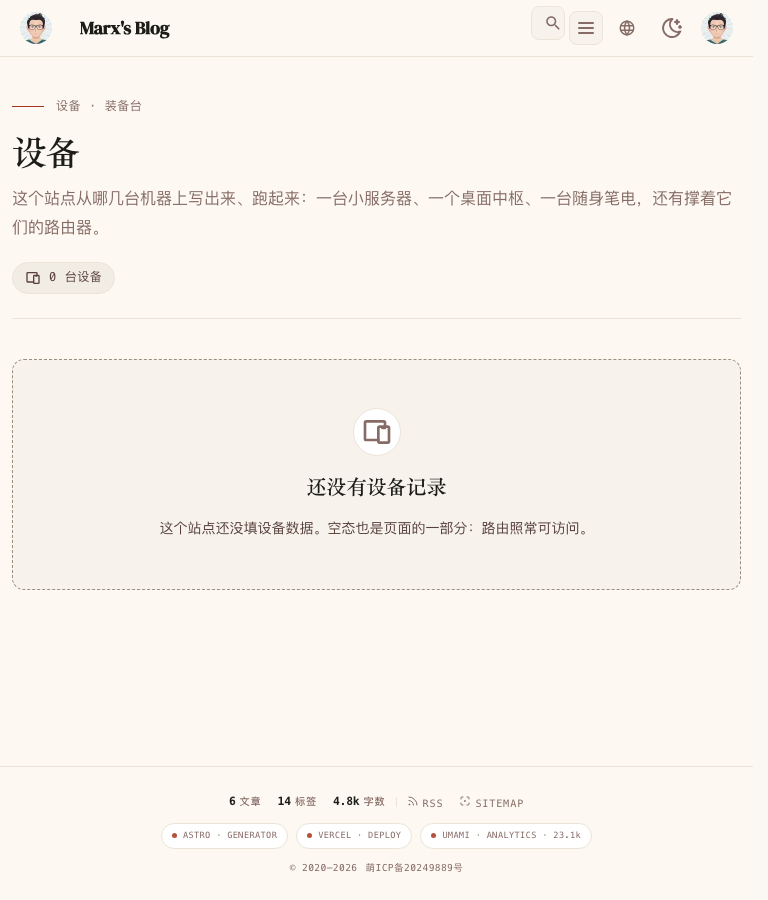 Marx's Blog
设备 · 装备台
设备
这个站点从哪几台机器上写出来、跑起来：一台小服务器、一个桌面中枢、一台随身笔电，还有撑着它
们的路由器。
0 台设备
还没有设备记录
这个站点还没填设备数据。空态也是页面的一部分：路由照常可访问。
6 文章 14 标签 4.8k 字数 RSS SITEMAP
ASTRO · GENERATOR VERCEL · DEPLOY UMAMI · ANALYTICS · 23.1k
© 2020—2026 萌ICP备20249889号